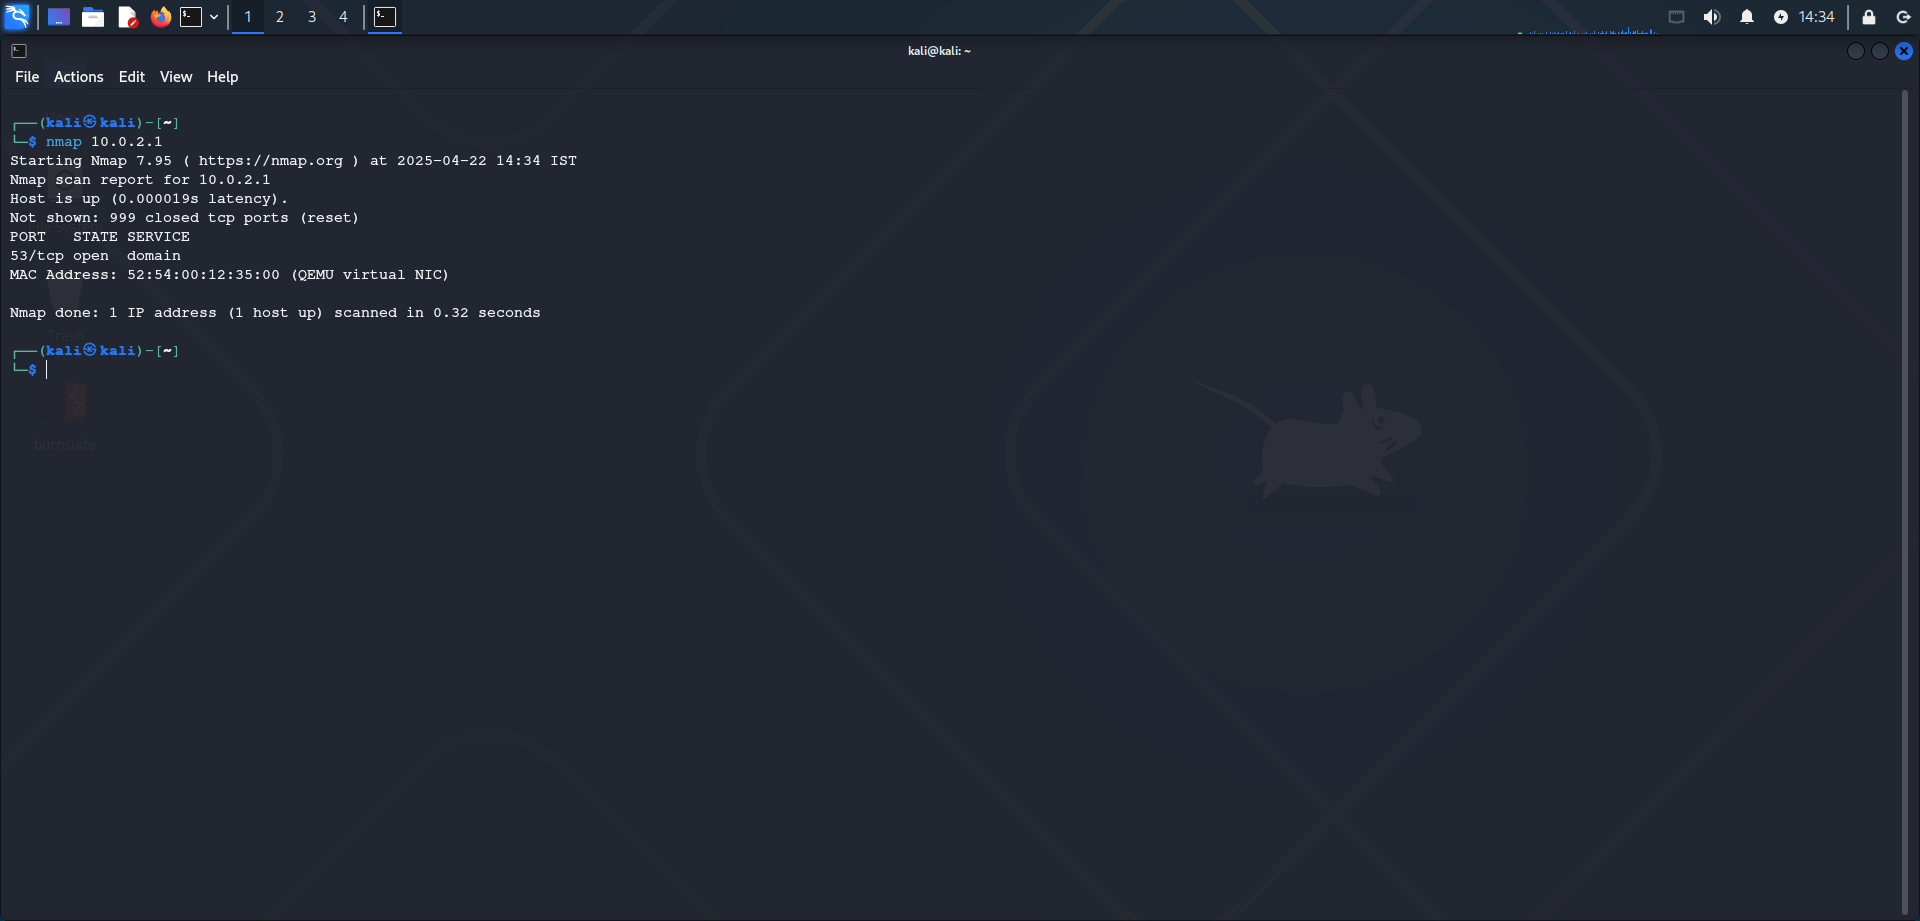 1 2 3 4 14:34
kali@kali: ~
File Actions Edit View Help
┌──(kali㉿kali)-[~]
└─$ nmap 10.0.2.1
Starting Nmap 7.95 ( https://nmap.org ) at 2025-04-22 14:34 IST
Nmap scan report for 10.0.2.1
Host is up (0.000019s latency).
Not shown: 999 closed tcp ports (reset)
PORT   STATE SERVICE
53/tcp open  domain
MAC Address: 52:54:00:12:35:00 (QEMU virtual NIC)
Nmap done: 1 IP address (1 host up) scanned in 0.32 seconds
Trash
┌──(kali㉿kali)-[~]
└─$
burpsuite